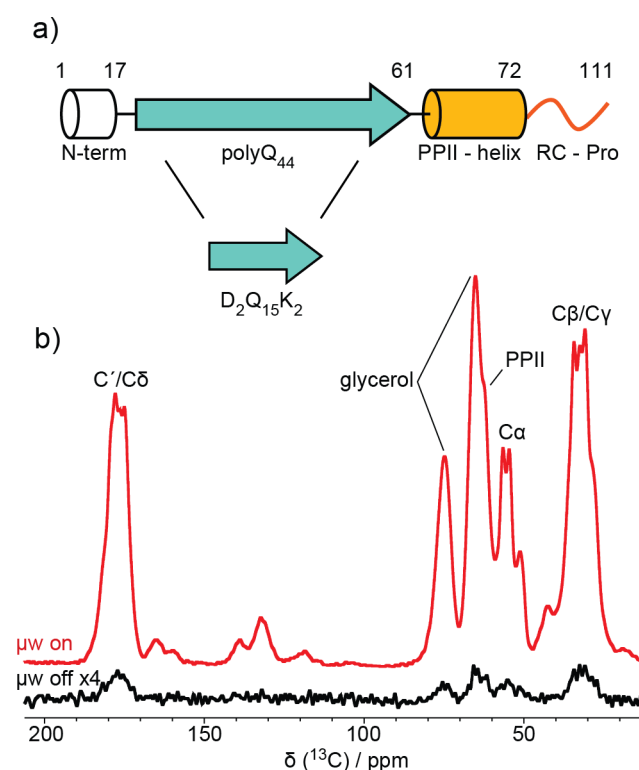 a)
1 17 61 72 111
N-term polyQ44 PPII - helix RC - Pro
D2Q15K2
b)
Cβ/Cγ
C´/Cδ
glycerol PPII
Cα
µw on
µw off x4
200 150 100 50
δ (13C) / ppm